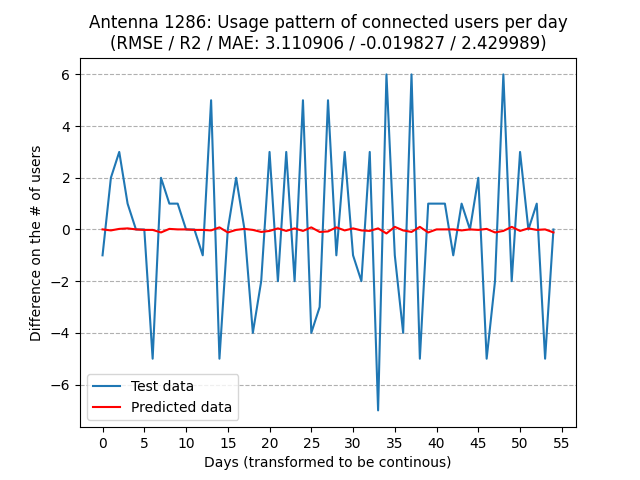 Antenna 1286: Usage pattern of connected users per day
(RMSE / R2 / MAE: 3.110906 / -0.019827 / 2.429989)
Difference on the # of users
6
4
2
0
−2
−4
−6
Test data
Predicted data
0 5 10 15 20 25 30 35 40 45 50 55
Days (transformed to be continous)